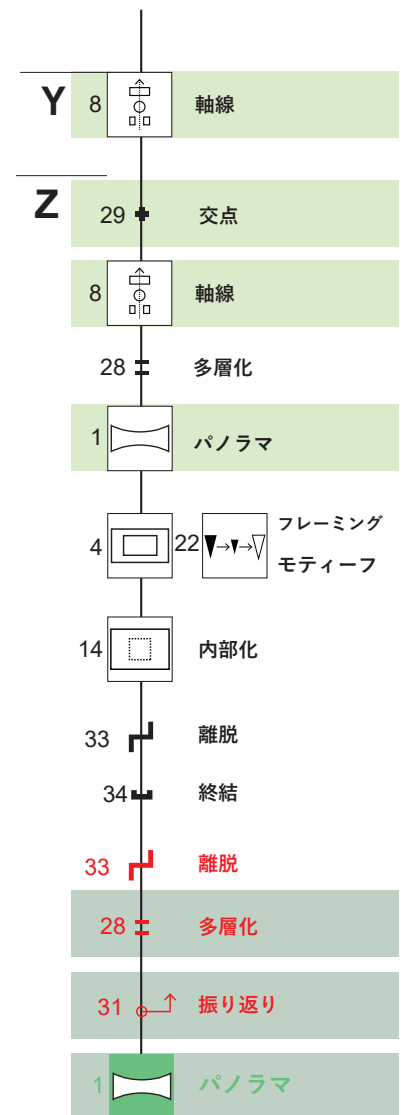 Y 8 軸線
Z 29 交点
8 軸線
28 多層化
1 パノラマ
4 22 フレーミング
モティーフ
14 内部化
33 離脱
34 終結
33 離脱
28 多層化
31 振り返り
1 パノラマ